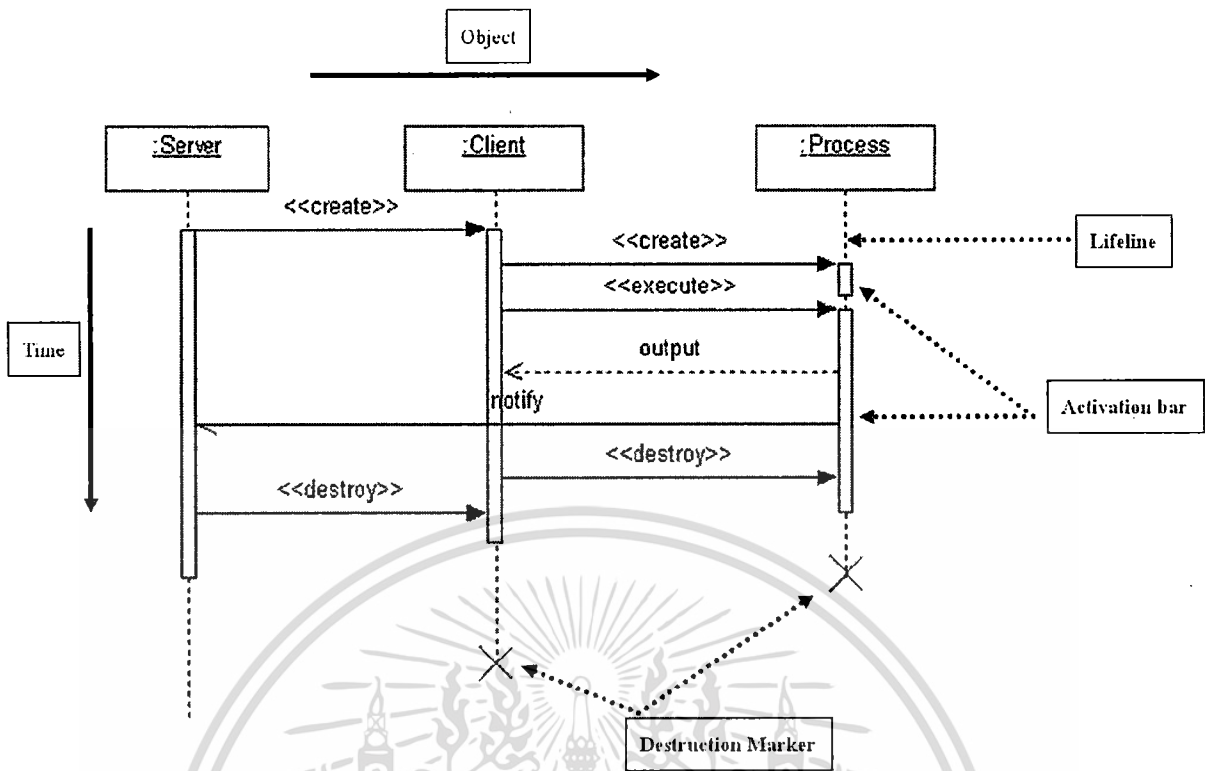 Object
:Server
:Client
:Process
<<create>>
<<create>>
Lifeline
<<execute>>
Time
output
notify
Activation bar
<<destroy>>
<<destroy>>
Destruction Marker